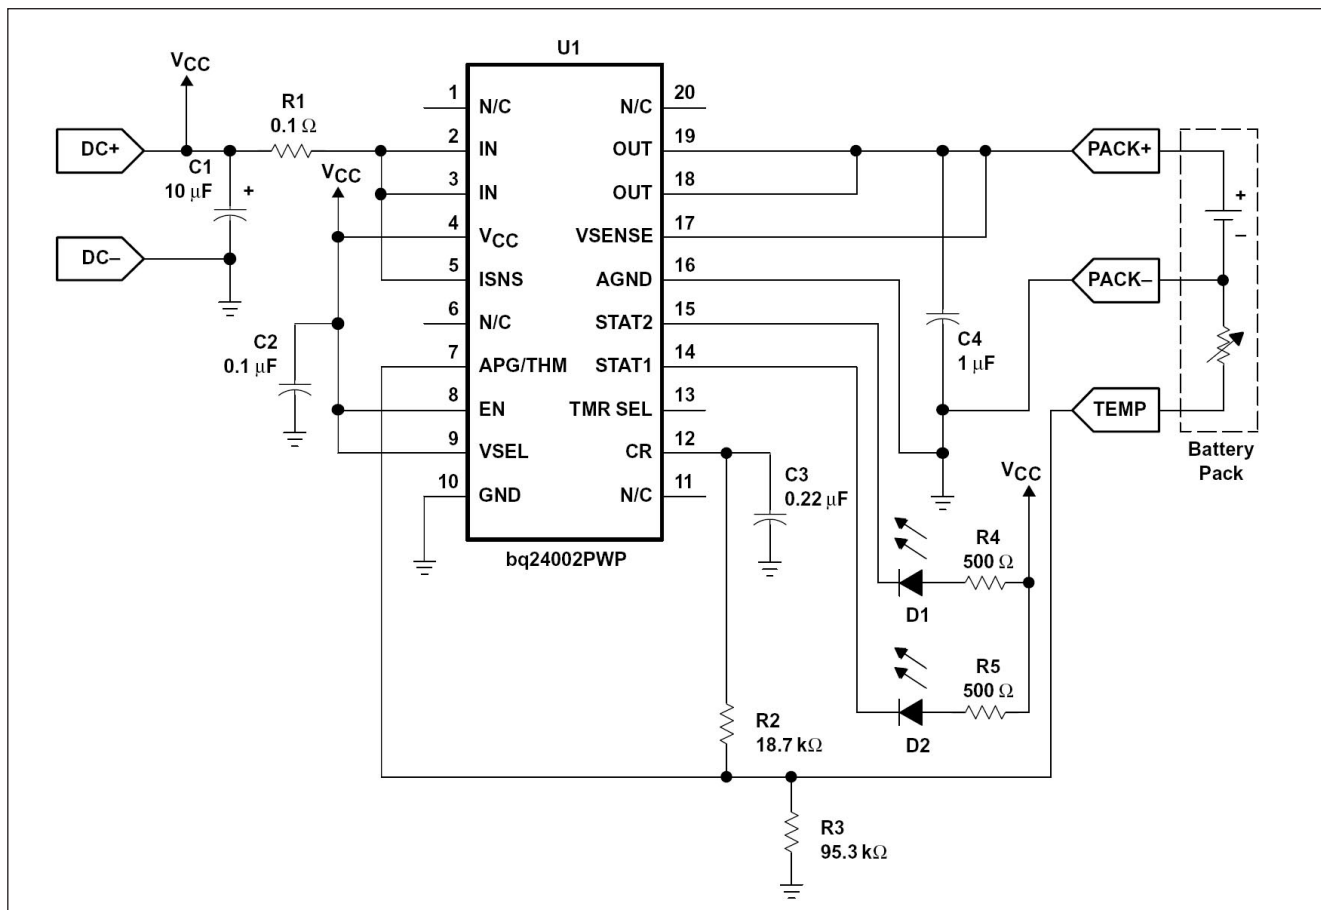 U1
VCC
DC+
C1
10 µF
+
R1
0.1 Ω
DC–
VCC
C2
0.1 µF
1
N/C
2
IN
3
IN
4
VCC
5
ISNS
6
N/C
7
APG/THM
8
EN
9
VSEL
10
GND
20
N/C
19
OUT
18
OUT
17
VSENSE
16
AGND
15
STAT2
14
STAT1
13
TMR SEL
12
CR
11
N/C
bq24002PWP
C3
0.22 µF
C4
1 µF
PACK+
+
–
PACK–
TEMP
Battery
Pack
VCC
R4
500 Ω
D1
R5
500 Ω
D2
R2
18.7 kΩ
R3
95.3 kΩ